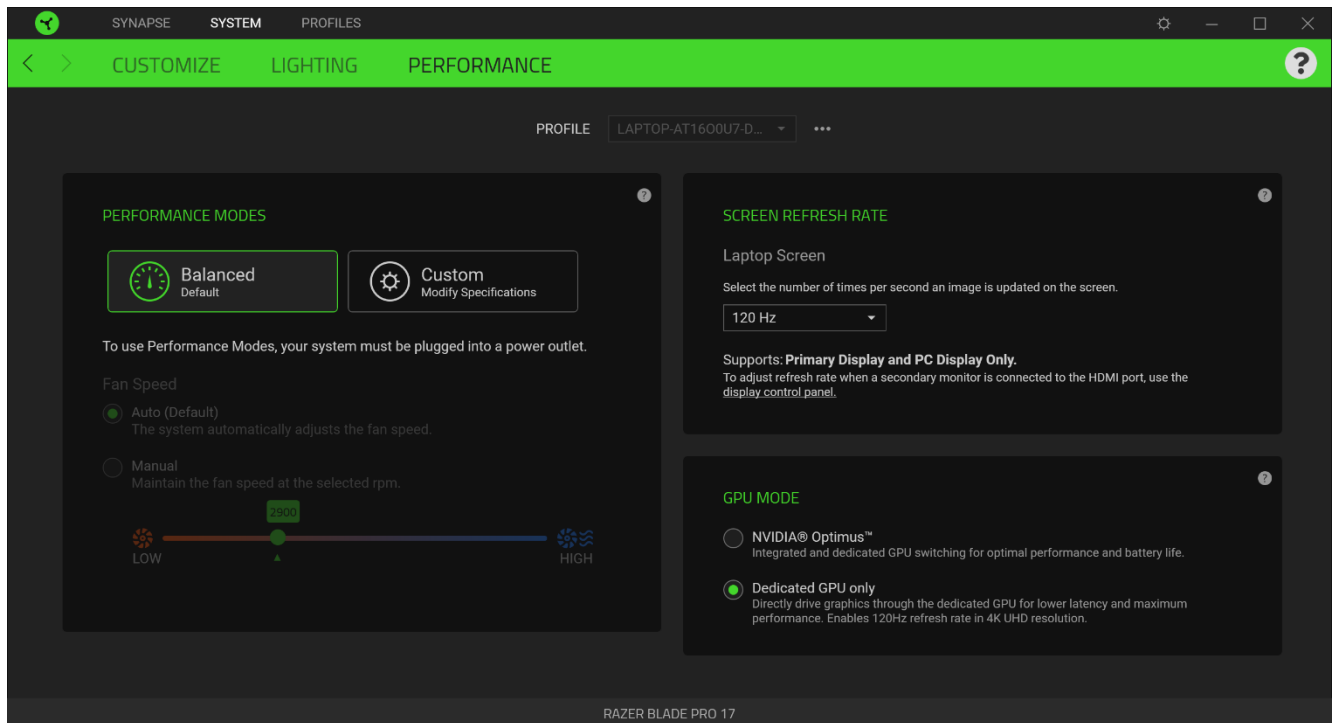 SYNAPSE SYSTEM PROFILES
CUSTOMIZE LIGHTING PERFORMANCE
?
PROFILE LAPTOP-AT16O0U7-D... •••
?
PERFORMANCE MODES
Balanced
Default
Custom
Modify Specifications
To use Performance Modes, your system must be plugged into a power outlet.
Fan Speed
Auto (Default)
The system automatically adjusts the fan speed.
Manual
Maintain the fan speed at the selected rpm.
2900
LOW HIGH
?
SCREEN REFRESH RATE
Laptop Screen
Select the number of times per second an image is updated on the screen.
120 Hz
Supports: Primary Display and PC Display Only.
To adjust refresh rate when a secondary monitor is connected to the HDMI port, use the
display control panel.
?
GPU MODE
NVIDIA® Optimus™
Integrated and dedicated GPU switching for optimal performance and battery life.
Dedicated GPU only
Directly drive graphics through the dedicated GPU for lower latency and maximum
performance. Enables 120Hz refresh rate in 4K UHD resolution.
RAZER BLADE PRO 17